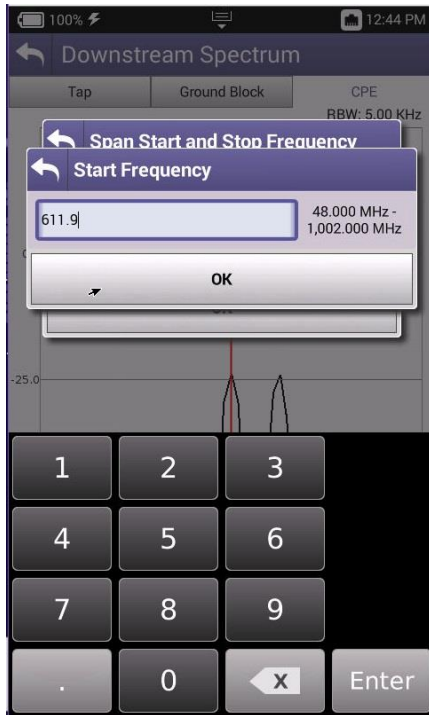 100%
12:44 PM
Downstream Spectrum
Tap
Ground Block
CPE
RBW: 5.00 KHz
Span Start and Stop Frequency
Start Frequency
611.9
48.000 MHz -
1,002.000 MHz
OK
-25.0
1 2 3
4 5 6
7 8 9
. 0 X Enter